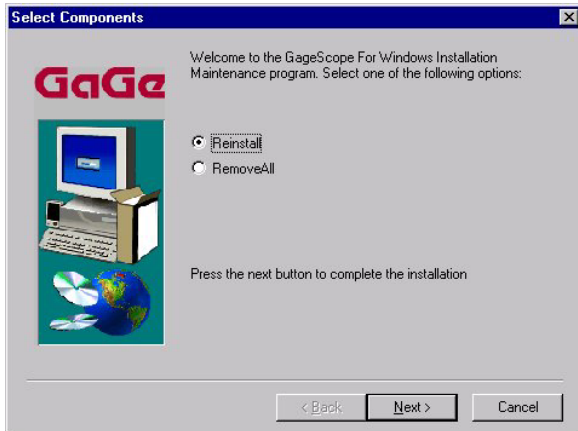 Select Components
GaGe
Welcome to the GageScope For Windows Installation
Maintenance program. Select one of the following options:
Reinstall
RemoveAll
Press the next button to complete the installation
< Back
Next >
Cancel